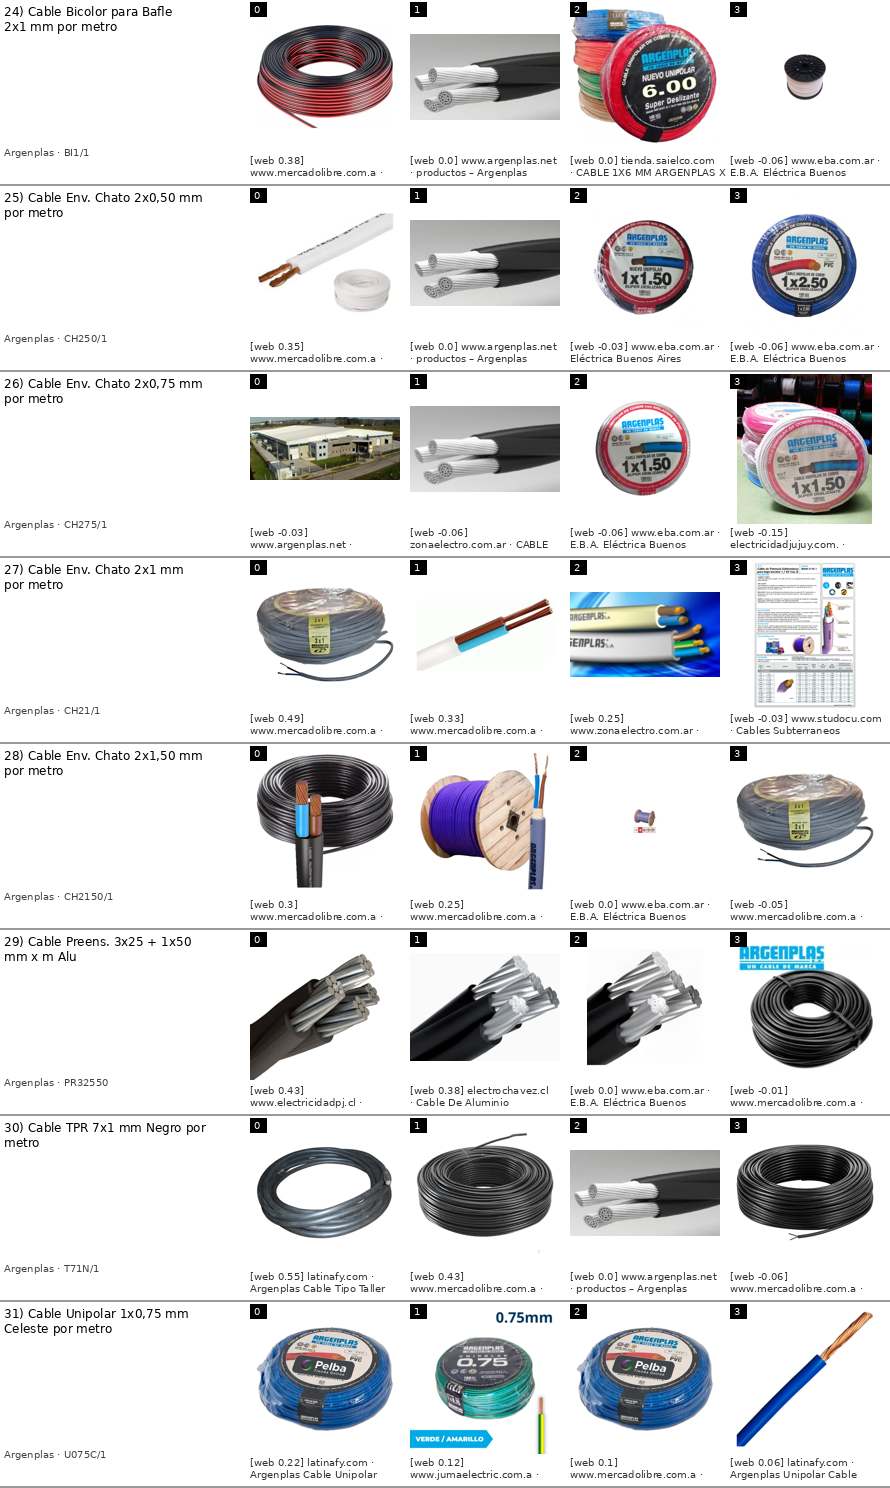 24) Cable Bicolor para Bafle
2x1 mm por metro
Argenplas · BI1/1
0
[web 0.38]
www.mercadolibre.com.a ·
1
[web 0.0] www.argenplas.net
· productos – Argenplas
2
ARGENPLAS
NUEVO UNIPOLAR
6.00
Super Deslizante
[web 0.0] tienda.saielco.com
· CABLE 1X6 MM ARGENPLAS X
3
[web -0.06] www.eba.com.ar ·
E.B.A. Eléctrica Buenos
25) Cable Env. Chato 2x0,50 mm
por metro
Argenplas · CH250/1
0
[web 0.35]
www.mercadolibre.com.a ·
1
[web 0.0] www.argenplas.net
· productos – Argenplas
2
ARGENPLAS
NUEVO UNIPOLAR
1x1.50
SUPER DESLIZANTE
[web -0.03] www.eba.com.ar ·
Eléctrica Buenos Aires
3
ARGENPLAS
PVC
1x2.50
SUPER DESLIZANTE
[web -0.06] www.eba.com.ar ·
E.B.A. Eléctrica Buenos
26) Cable Env. Chato 2x0,75 mm
por metro
Argenplas · CH275/1
0
[web -0.03]
www.argenplas.net ·
1
[web -0.06]
zonaelectro.com.ar · CABLE
2
ARGENPLAS
1x1.50
SUPER DESLIZANTE
[web -0.06] www.eba.com.ar ·
E.B.A. Eléctrica Buenos
3
ARGENPLAS
1x1.50
SUPER DESLIZANTE
[web -0.15]
electricidadjujuy.com. ·
27) Cable Env. Chato 2x1 mm
por metro
Argenplas · CH21/1
0
2x1
[web 0.49]
www.mercadolibre.com.a ·
1
[web 0.33]
www.mercadolibre.com.a ·
2
ARGENPLAS S.A.
ARGENPLAS S.A.
[web 0.25]
www.zonaelectro.com.ar ·
3
ARGENPLAS
[web -0.03] www.studocu.com
· Cables Subterraneos
28) Cable Env. Chato 2x1,50 mm
por metro
Argenplas · CH2150/1
0
[web 0.3]
www.mercadolibre.com.a ·
1
ARGENPLAS
[web 0.25]
www.mercadolibre.com.a ·
2
[web 0.0] www.eba.com.ar ·
E.B.A. Eléctrica Buenos
3
2x1
[web -0.05]
www.mercadolibre.com.a ·
29) Cable Preens. 3x25 + 1x50
mm x m Alu
Argenplas · PR32550
0
[web 0.43]
www.electricidadpj.cl ·
1
[web 0.38] electrochavez.cl
· Cable De Aluminio
2
[web 0.0] www.eba.com.ar ·
E.B.A. Eléctrica Buenos
3
ARGENPLAS
UN CABLE DE MARCA
[web -0.01]
www.mercadolibre.com.a ·
30) Cable TPR 7x1 mm Negro por
metro
Argenplas · T71N/1
0
[web 0.55] latinafy.com ·
Argenplas Cable Tipo Taller
1
[web 0.43]
www.mercadolibre.com.a ·
2
[web 0.0] www.argenplas.net
· productos – Argenplas
3
[web -0.06]
www.mercadolibre.com.a ·
31) Cable Unipolar 1x0,75 mm
Celeste por metro
Argenplas · U075C/1
0
ARGENPLAS
PVC
Pelba
[web 0.22] latinafy.com ·
Argenplas Cable Unipolar
1
0.75mm
ARGENPLAS
0.75
VERDE / AMARILLO
[web 0.12]
www.jumaelectric.com.a ·
2
ARGENPLAS
PVC
Pelba
[web 0.1]
www.mercadolibre.com.a ·
3
[web 0.06] latinafy.com ·
Argenplas Unipolar Cable